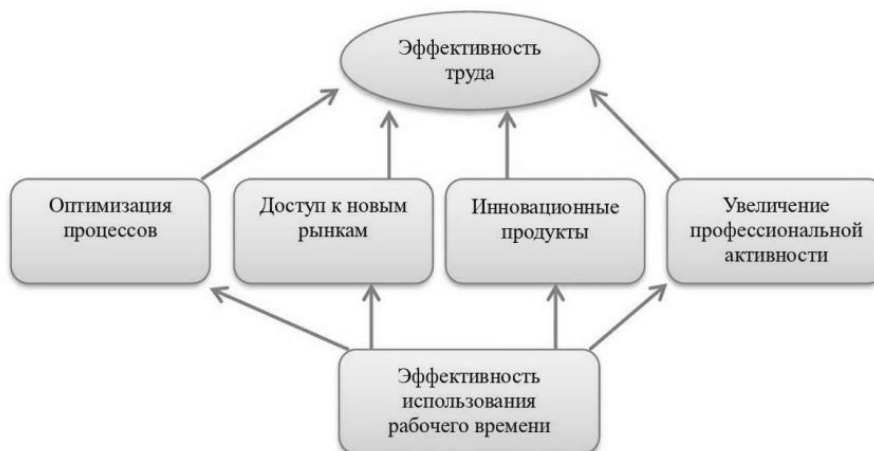 Эффективность
труда
Оптимизация
процессов
Доступ к новым
рынкам
Инновационные
продукты
Увеличение
профессиональной
активности
Эффективность
использования
рабочего времени